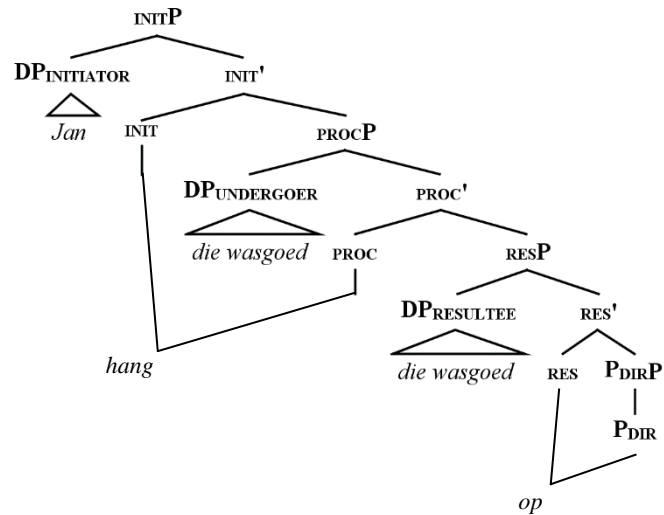 INITP
DPINITIATOR INIT'
Jan INIT PROCP
DPUNDERGOER PROC'
die wasgoed PROC RESP
DPRESULTEE RES'
hang die wasgoed RES PDIRP
PDIR
op